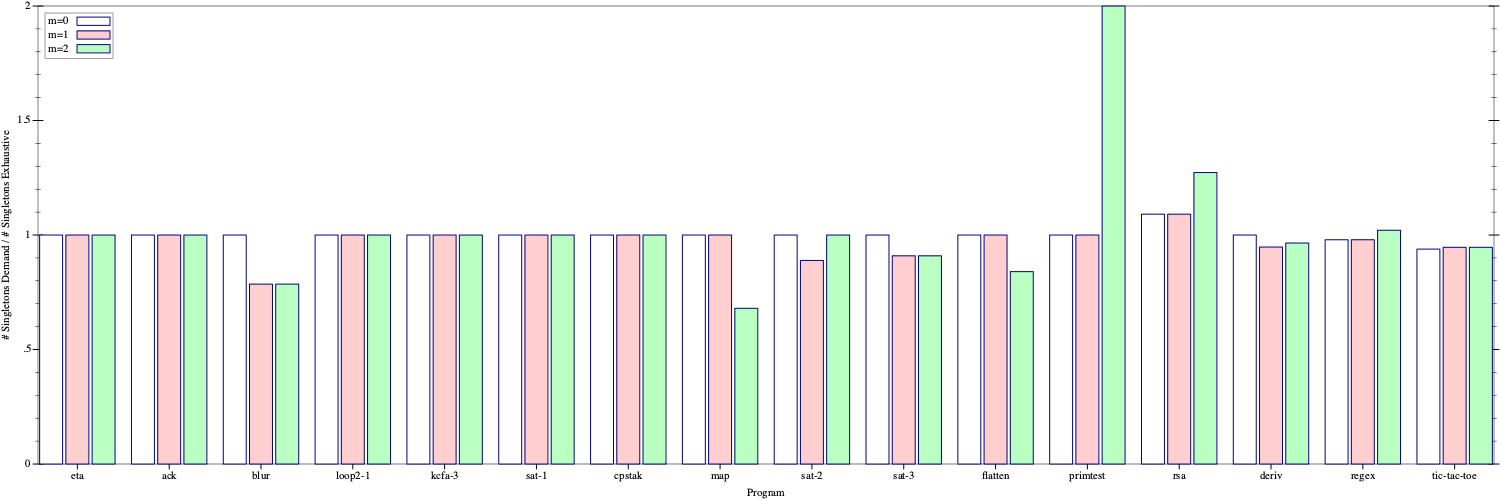 2
1.5
1
.5
0
# Singletons Demand / # Singletons Exhaustive
m=0
m=1
m=2
eta ack blur loop2-1 kcfa-3 sat-1 cpstak map sat-2 sat-3 flatten primtest rsa deriv regex tic-tac-toe
Program